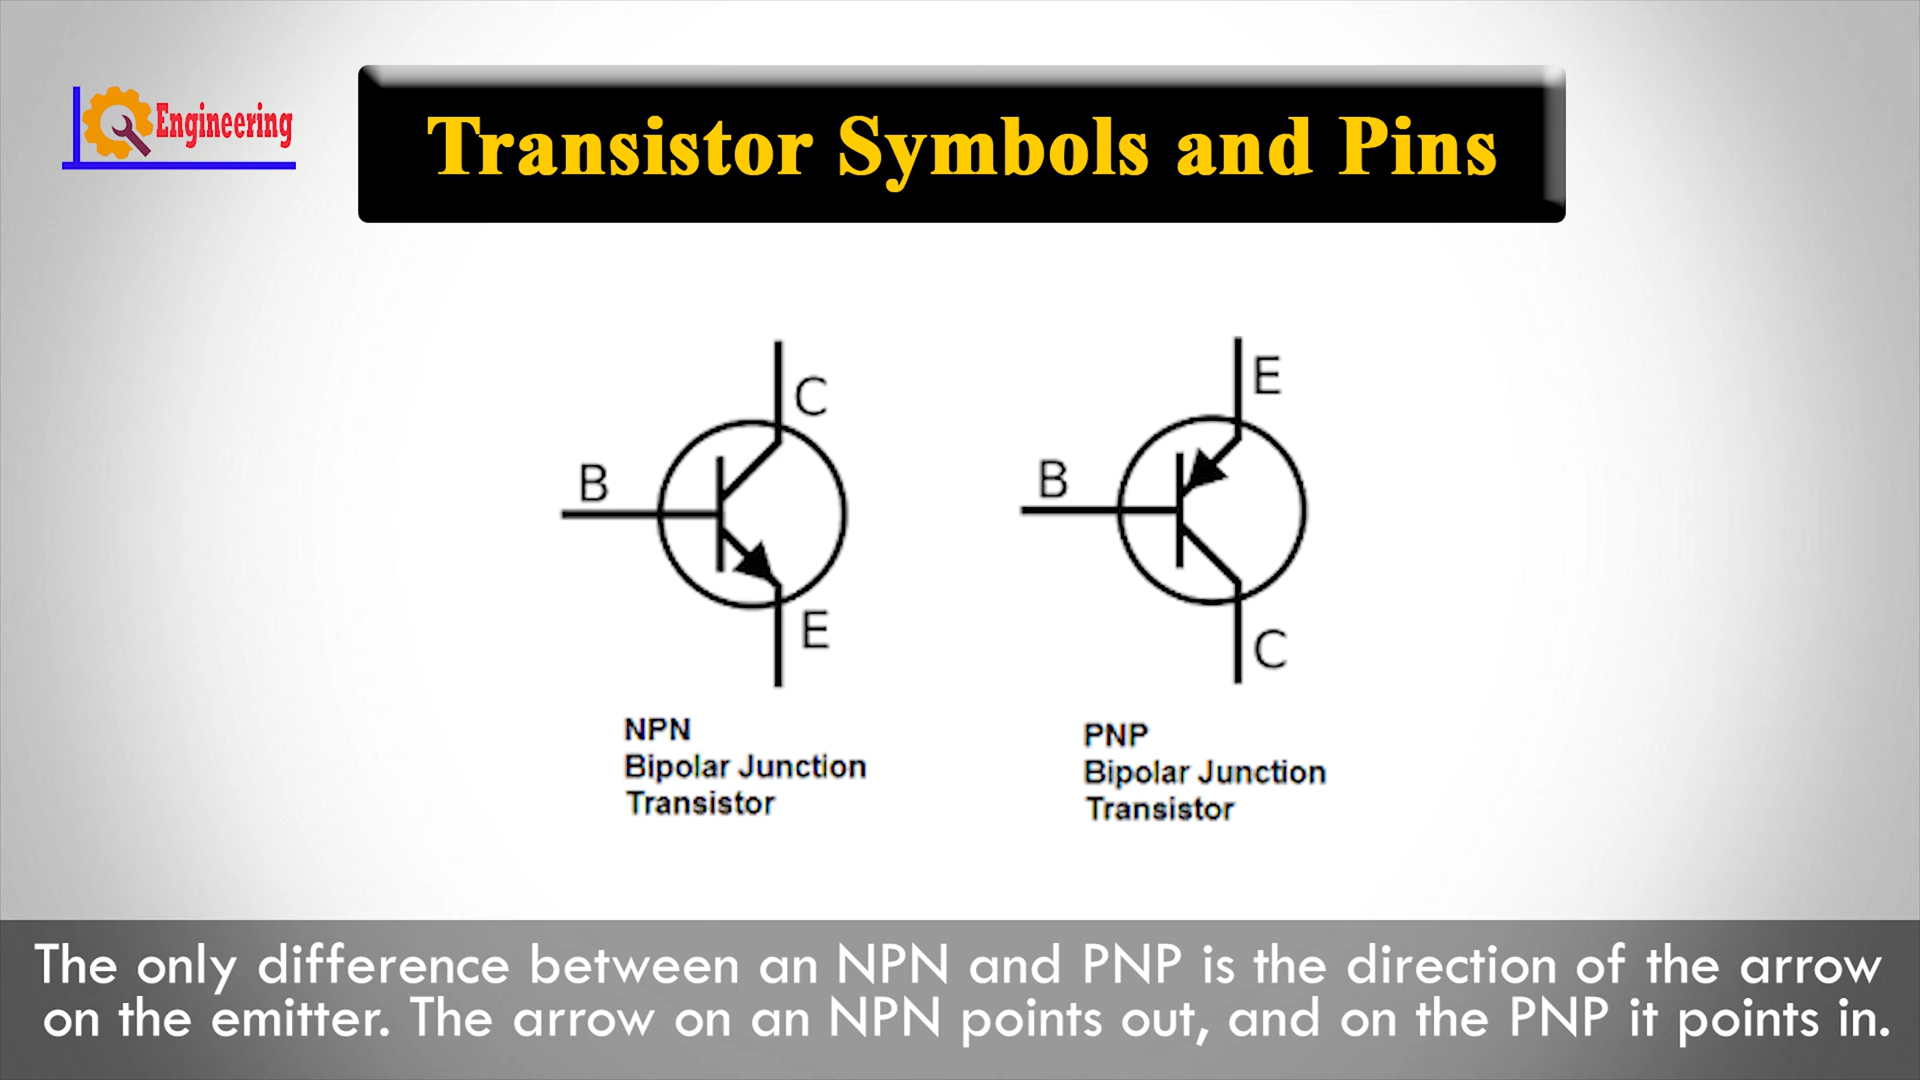 Engineering
Transistor Symbols and Pins
C
B
E
NPN
Bipolar Junction
Transistor
E
B
C
PNP
Bipolar Junction
Transistor
The only difference between an NPN and PNP is the direction of the arrow
on the emitter. The arrow on an NPN points out, and on the PNP it points in.